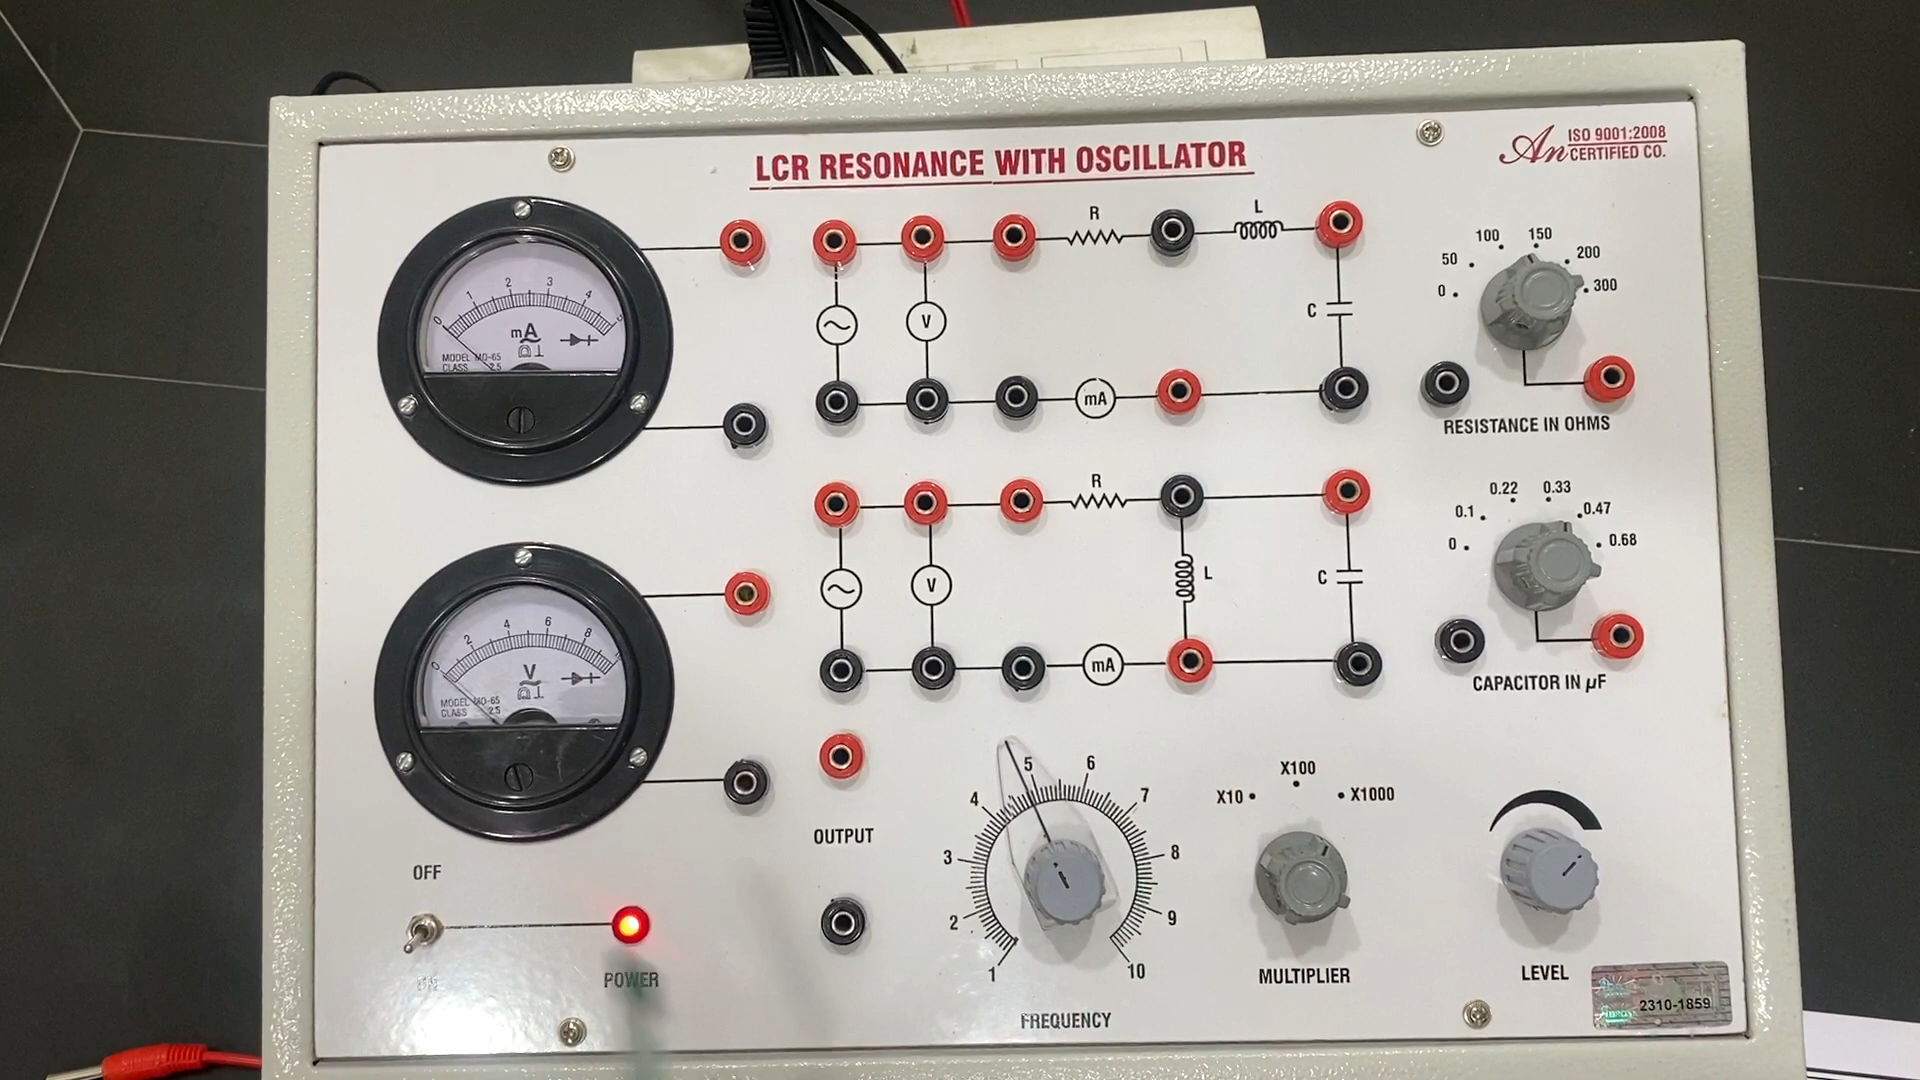 LCR RESONANCE WITH OSCILLATOR
An
ISO 9001:2008
CERTIFIED CO.
0 1 2 3 4
mA
MODEL MO-65
CLASS 2.5
R
L
V
C
mA
0 50 100 150 200 300
RESISTANCE IN OHMS
0 2 4 6 8
V
MODEL MO-65
CLASS 2.5
R
V
L
C
mA
0 0.1 0.22 0.33 0.47 0.68
CAPACITOR IN µF
OUTPUT
OFF
POWER
1 2 3 4 5 6 7 8 9 10
FREQUENCY
X10 X100 X1000
MULTIPLIER
LEVEL
2310-1859